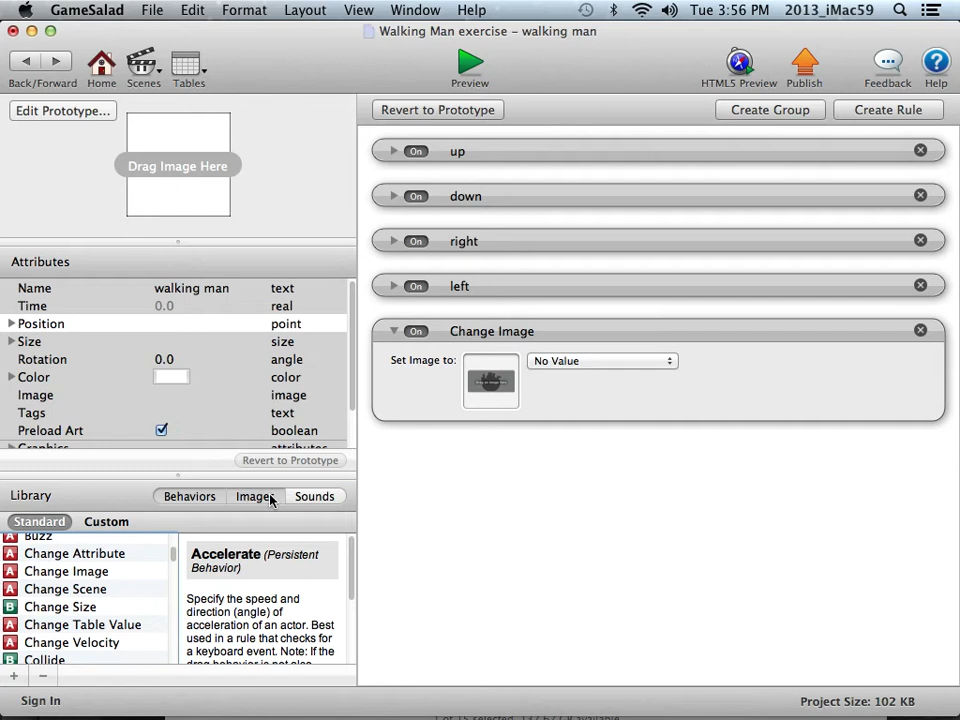 GameSalad File Edit Format Layout View Window Help Tue 3:56 PM 2013_iMac59
Walking Man exercise – walking man
Back/Forward Home Scenes Tables Preview HTML5 Preview Publish Feedback Help
Edit Prototype...
Drag Image Here
Revert to Prototype Create Group Create Rule
On up
On down
On right
On left
On Change Image
Set Image to: No Value
Attributes
Name walking man text
Time 0.0 real
Position point
Size size
Rotation 0.0 angle
Color color
Image image
Tags text
Preload Art boolean
Graphics attributes
Revert to Prototype
Library Behaviors Images Sounds
Standard Custom
A Buzz
A Change Attribute
A Change Image
A Change Scene
B Change Size
A Change Table Value
A Change Velocity
B Collide
Accelerate (Persistent
Behavior)
Specify the speed and
direction (angle) of
acceleration of an actor. Best
used in a rule that checks for
a keyboard event. Note: If the
drag behavior is not also
Sign In Project Size: 102 KB